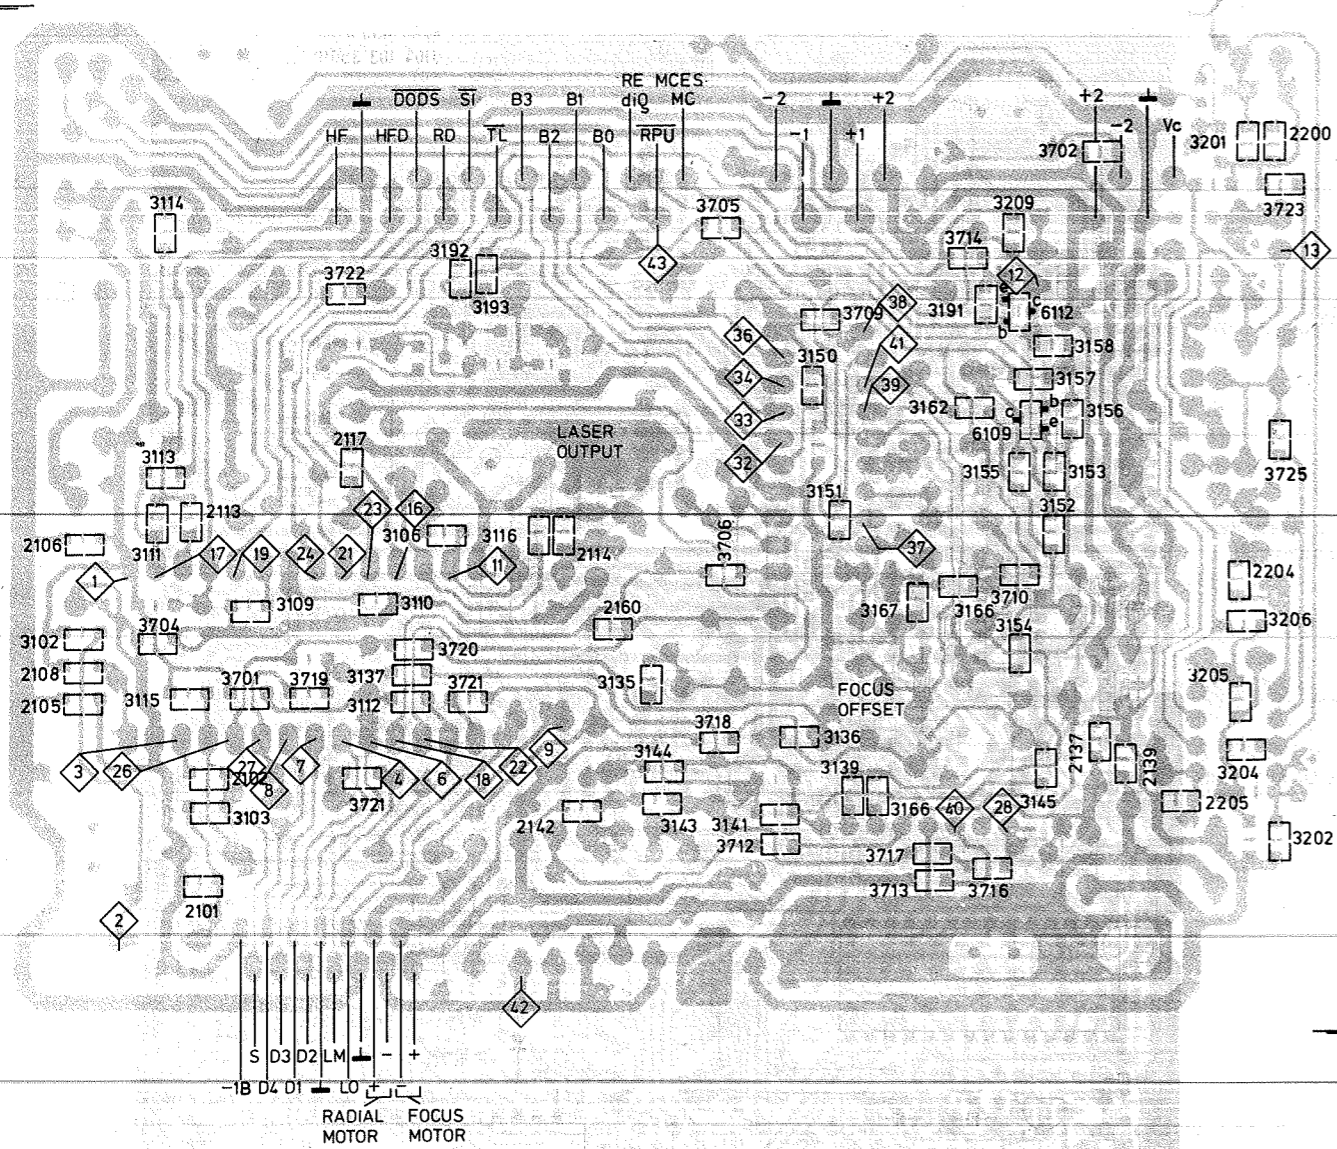 RE MCES
DODS SI B3 B1 diQ MC -2 +2 +2
HF HFD RD TL B2 B0 RPU -1 +1 -2 Vc
3702 3201 2200
3114 3705 3209 3723
3192 3714 13
43 12
3722 3193 38 3191 e c 6112
3709 b
36 41 3158
3150
34 39 3157
33 3162 c b 3156
6109 e
LASER
OUTPUT
2117 32 3155 3153 3725
3113
3151 3152
2113 23 16
2106 3111 17 19 24 21 3106 3116 11 2114 3706 37
1 2204
3109 3110 3167 3166 3710
2160 3206
3102 3704 3720 3154
2108 3137 3205
3115 3701 3719 3135 FOCUS
OFFSET
2105 3112 3721
3718 3136 2137 2139
9
3 26 27 7 22 3144 3204
2102 8 3721 4 6 18 3139 3145
3103 2142 3143 3141 3166 40 28 2205
3712 3717 3202
3713 3716
2101
2
42
S D3 D2 LM - +
-1B D4 D1 LO + -
RADIAL FOCUS
MOTOR MOTOR